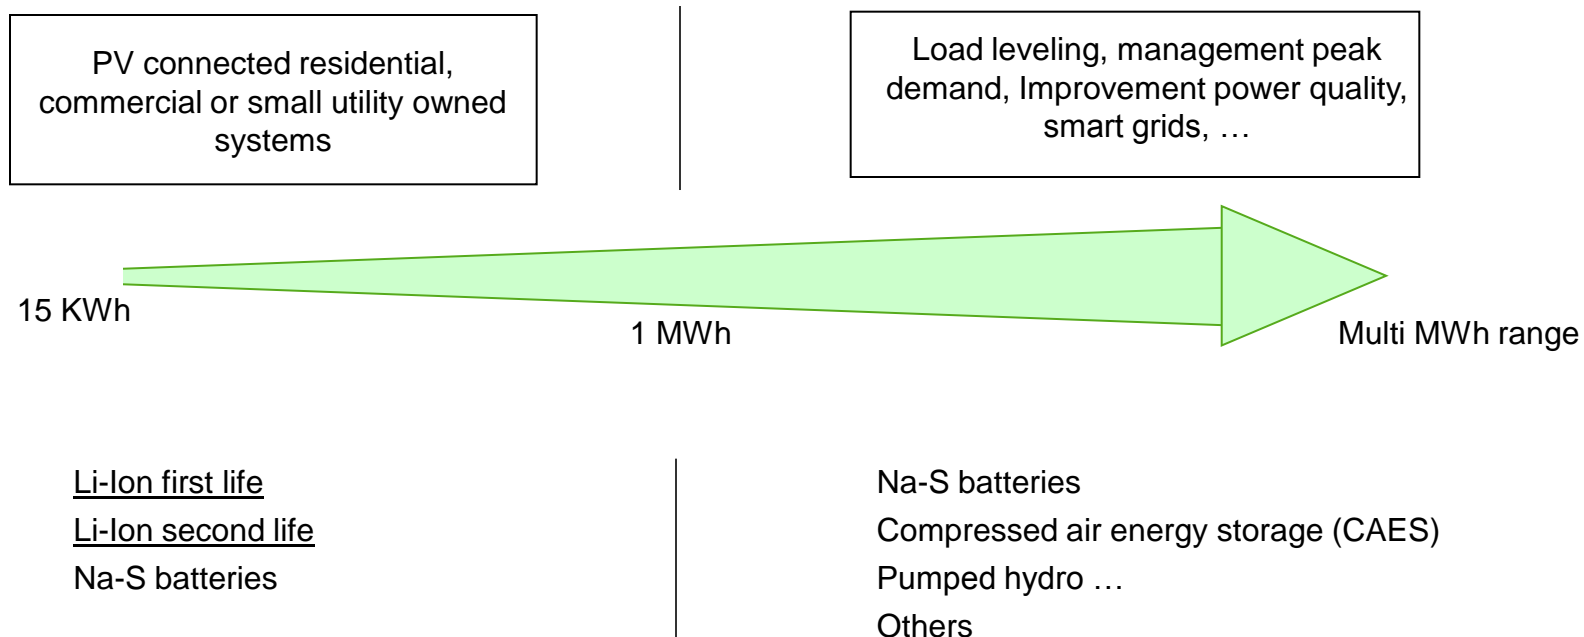 PV connected residential,
commercial or small utility owned
systems
Load leveling, management peak
demand, Improvement power quality,
smart grids, …
15 KWh
1 MWh
Multi MWh range
Li-Ion first life
Li-Ion second life
Na-S batteries
Na-S batteries
Compressed air energy storage (CAES)
Pumped hydro …
Others